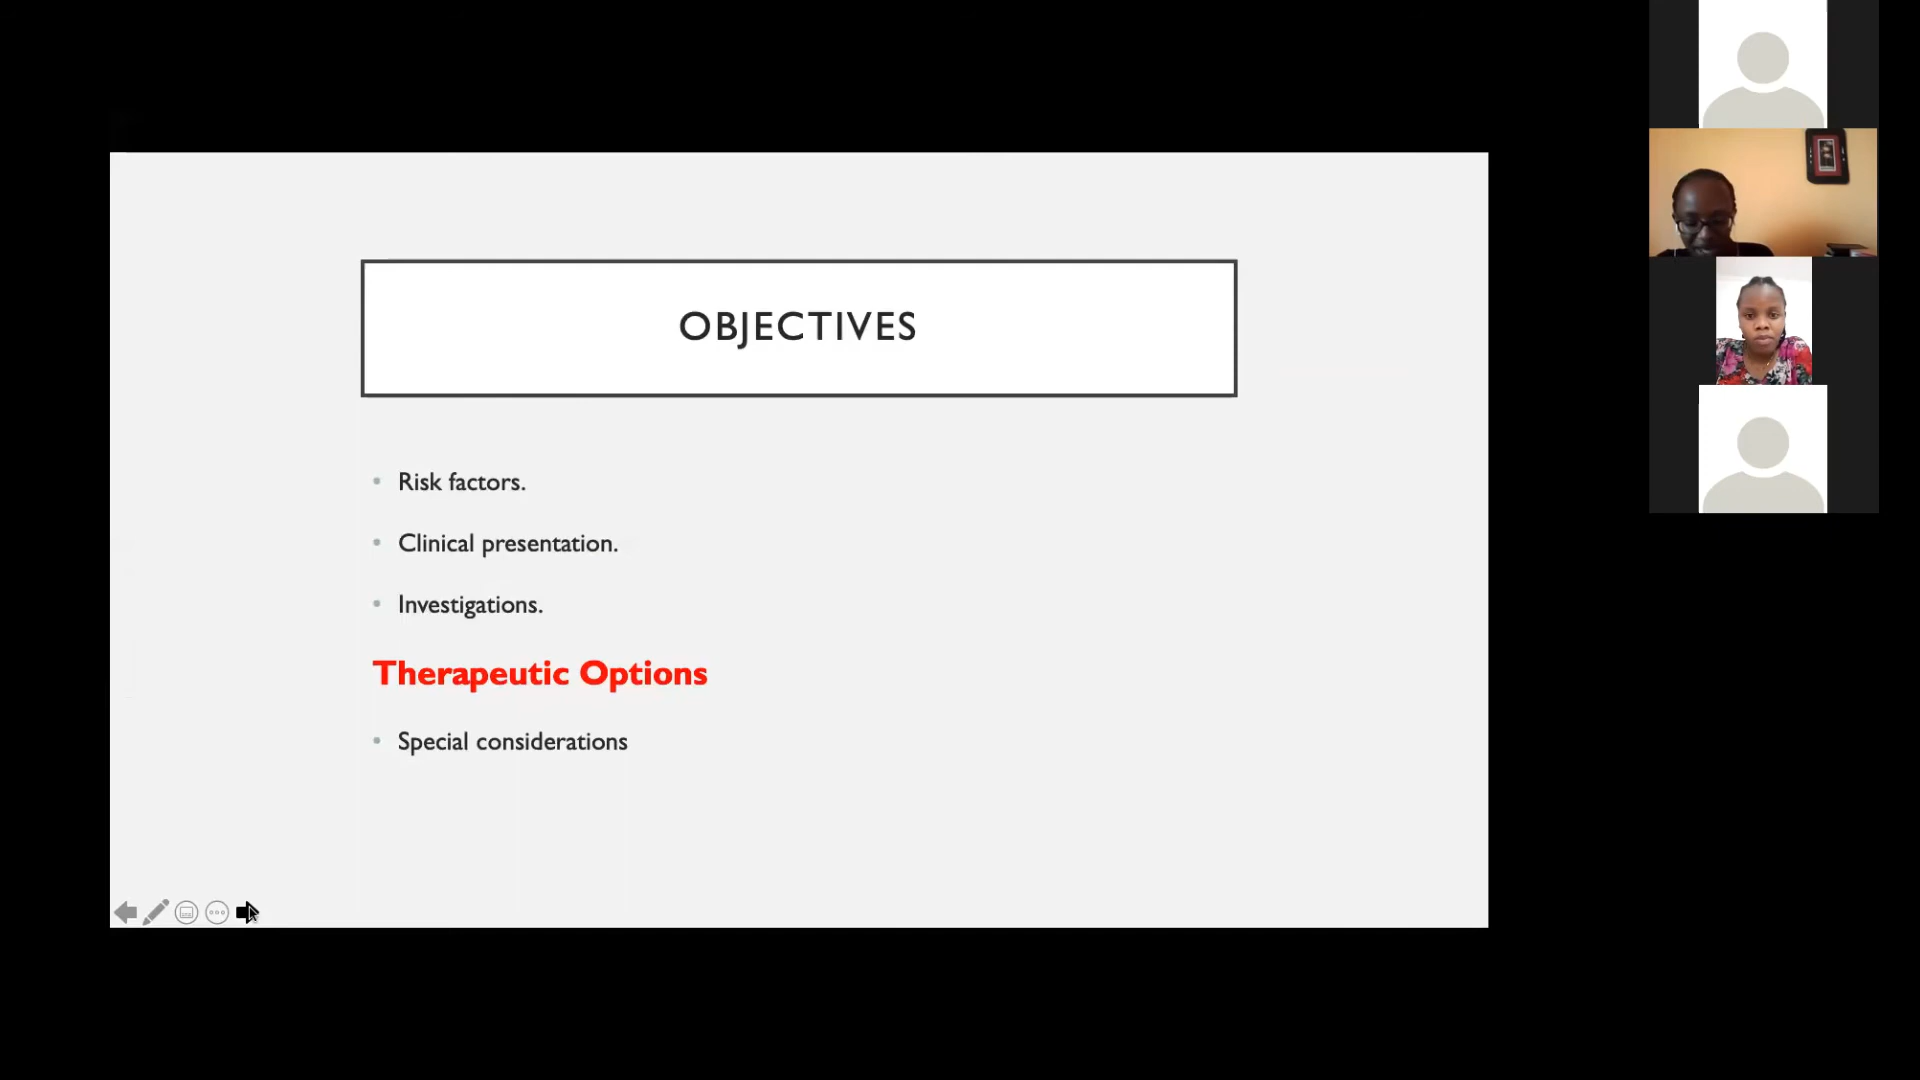 OBJECTIVES
• Risk factors.
• Clinical presentation.
• Investigations.
Therapeutic Options
• Special considerations